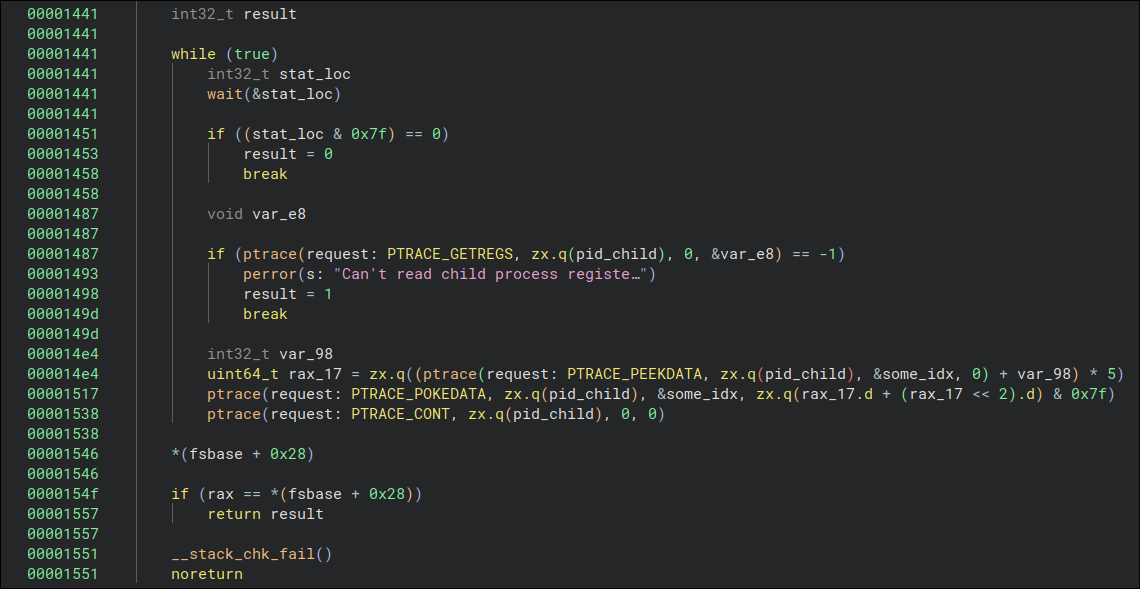 00001441 int32_t result
00001441
00001441 while (true)
00001441 int32_t stat_loc
00001441 wait(&stat_loc)
00001441
00001451 if ((stat_loc & 0x7f) == 0)
00001453 result = 0
00001458 break
00001458
00001487 void var_e8
00001487
00001487 if (ptrace(request: PTRACE_GETREGS, zx.q(pid_child), 0, &var_e8) == -1)
00001493 perror(s: "Can't read child process registe…")
00001498 result = 1
0000149d break
0000149d
000014e4 int32_t var_98
000014e4 uint64_t rax_17 = zx.q((ptrace(request: PTRACE_PEEKDATA, zx.q(pid_child), &some_idx, 0) + var_98) * 5)
00001517 ptrace(request: PTRACE_POKEDATA, zx.q(pid_child), &some_idx, zx.q(rax_17.d + (rax_17 << 2).d) & 0x7f)
00001538 ptrace(request: PTRACE_CONT, zx.q(pid_child), 0, 0)
00001538
00001546 *(fsbase + 0x28)
00001546
0000154f if (rax == *(fsbase + 0x28))
00001557 return result
00001557
00001551 __stack_chk_fail()
00001551 noreturn